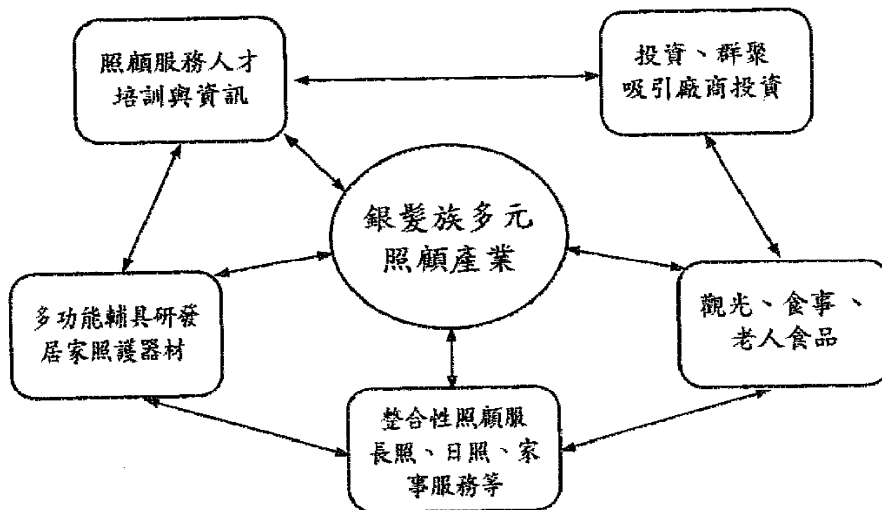 照顧服務人才
培訓與資訊
投資、群聚
吸引廠商投資
銀髮族多元
照顧產業
多功能輔具研發
居家照護器材
觀光、食事、
老人食品
整合性照顧服
長照、日照、家
事服務等